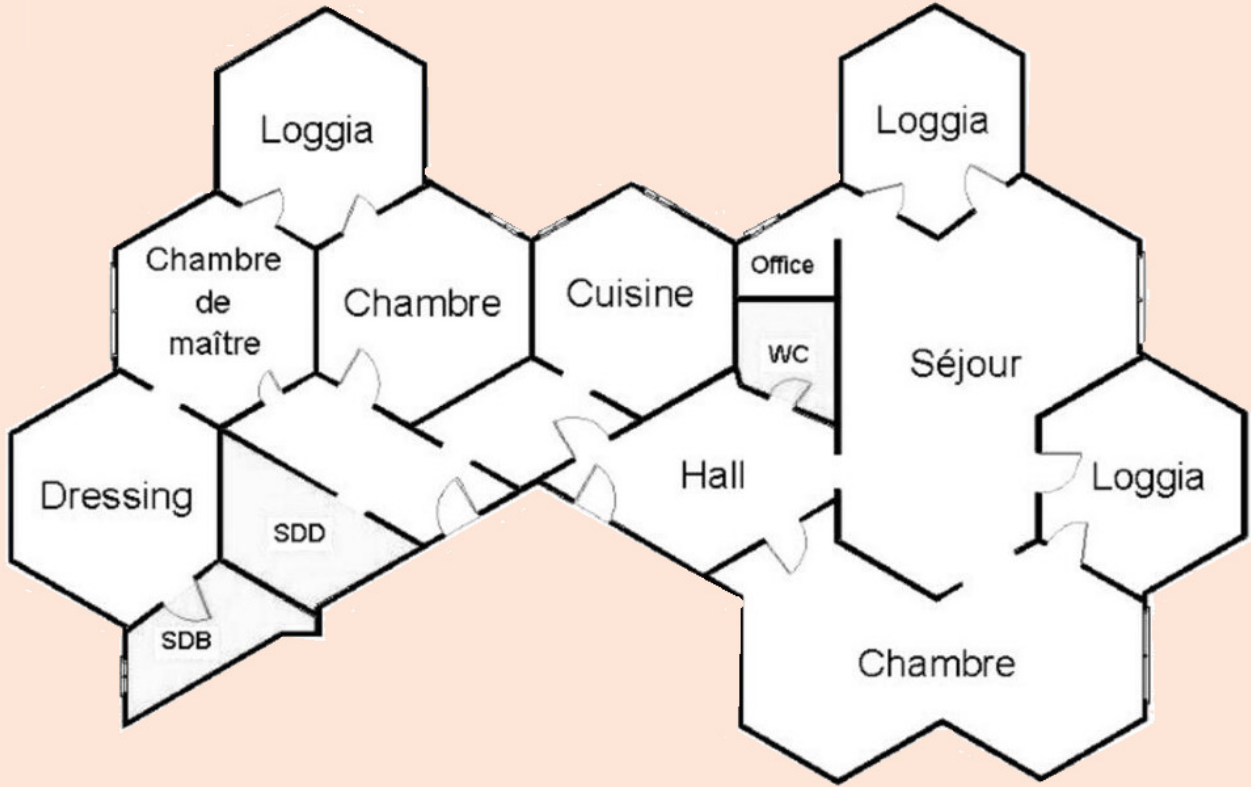 Loggia
Loggia
Chambre
de
maître
Chambre
Cuisine
Office
WC
Séjour
Dressing
SDD
Hall
Loggia
SDB
Chambre